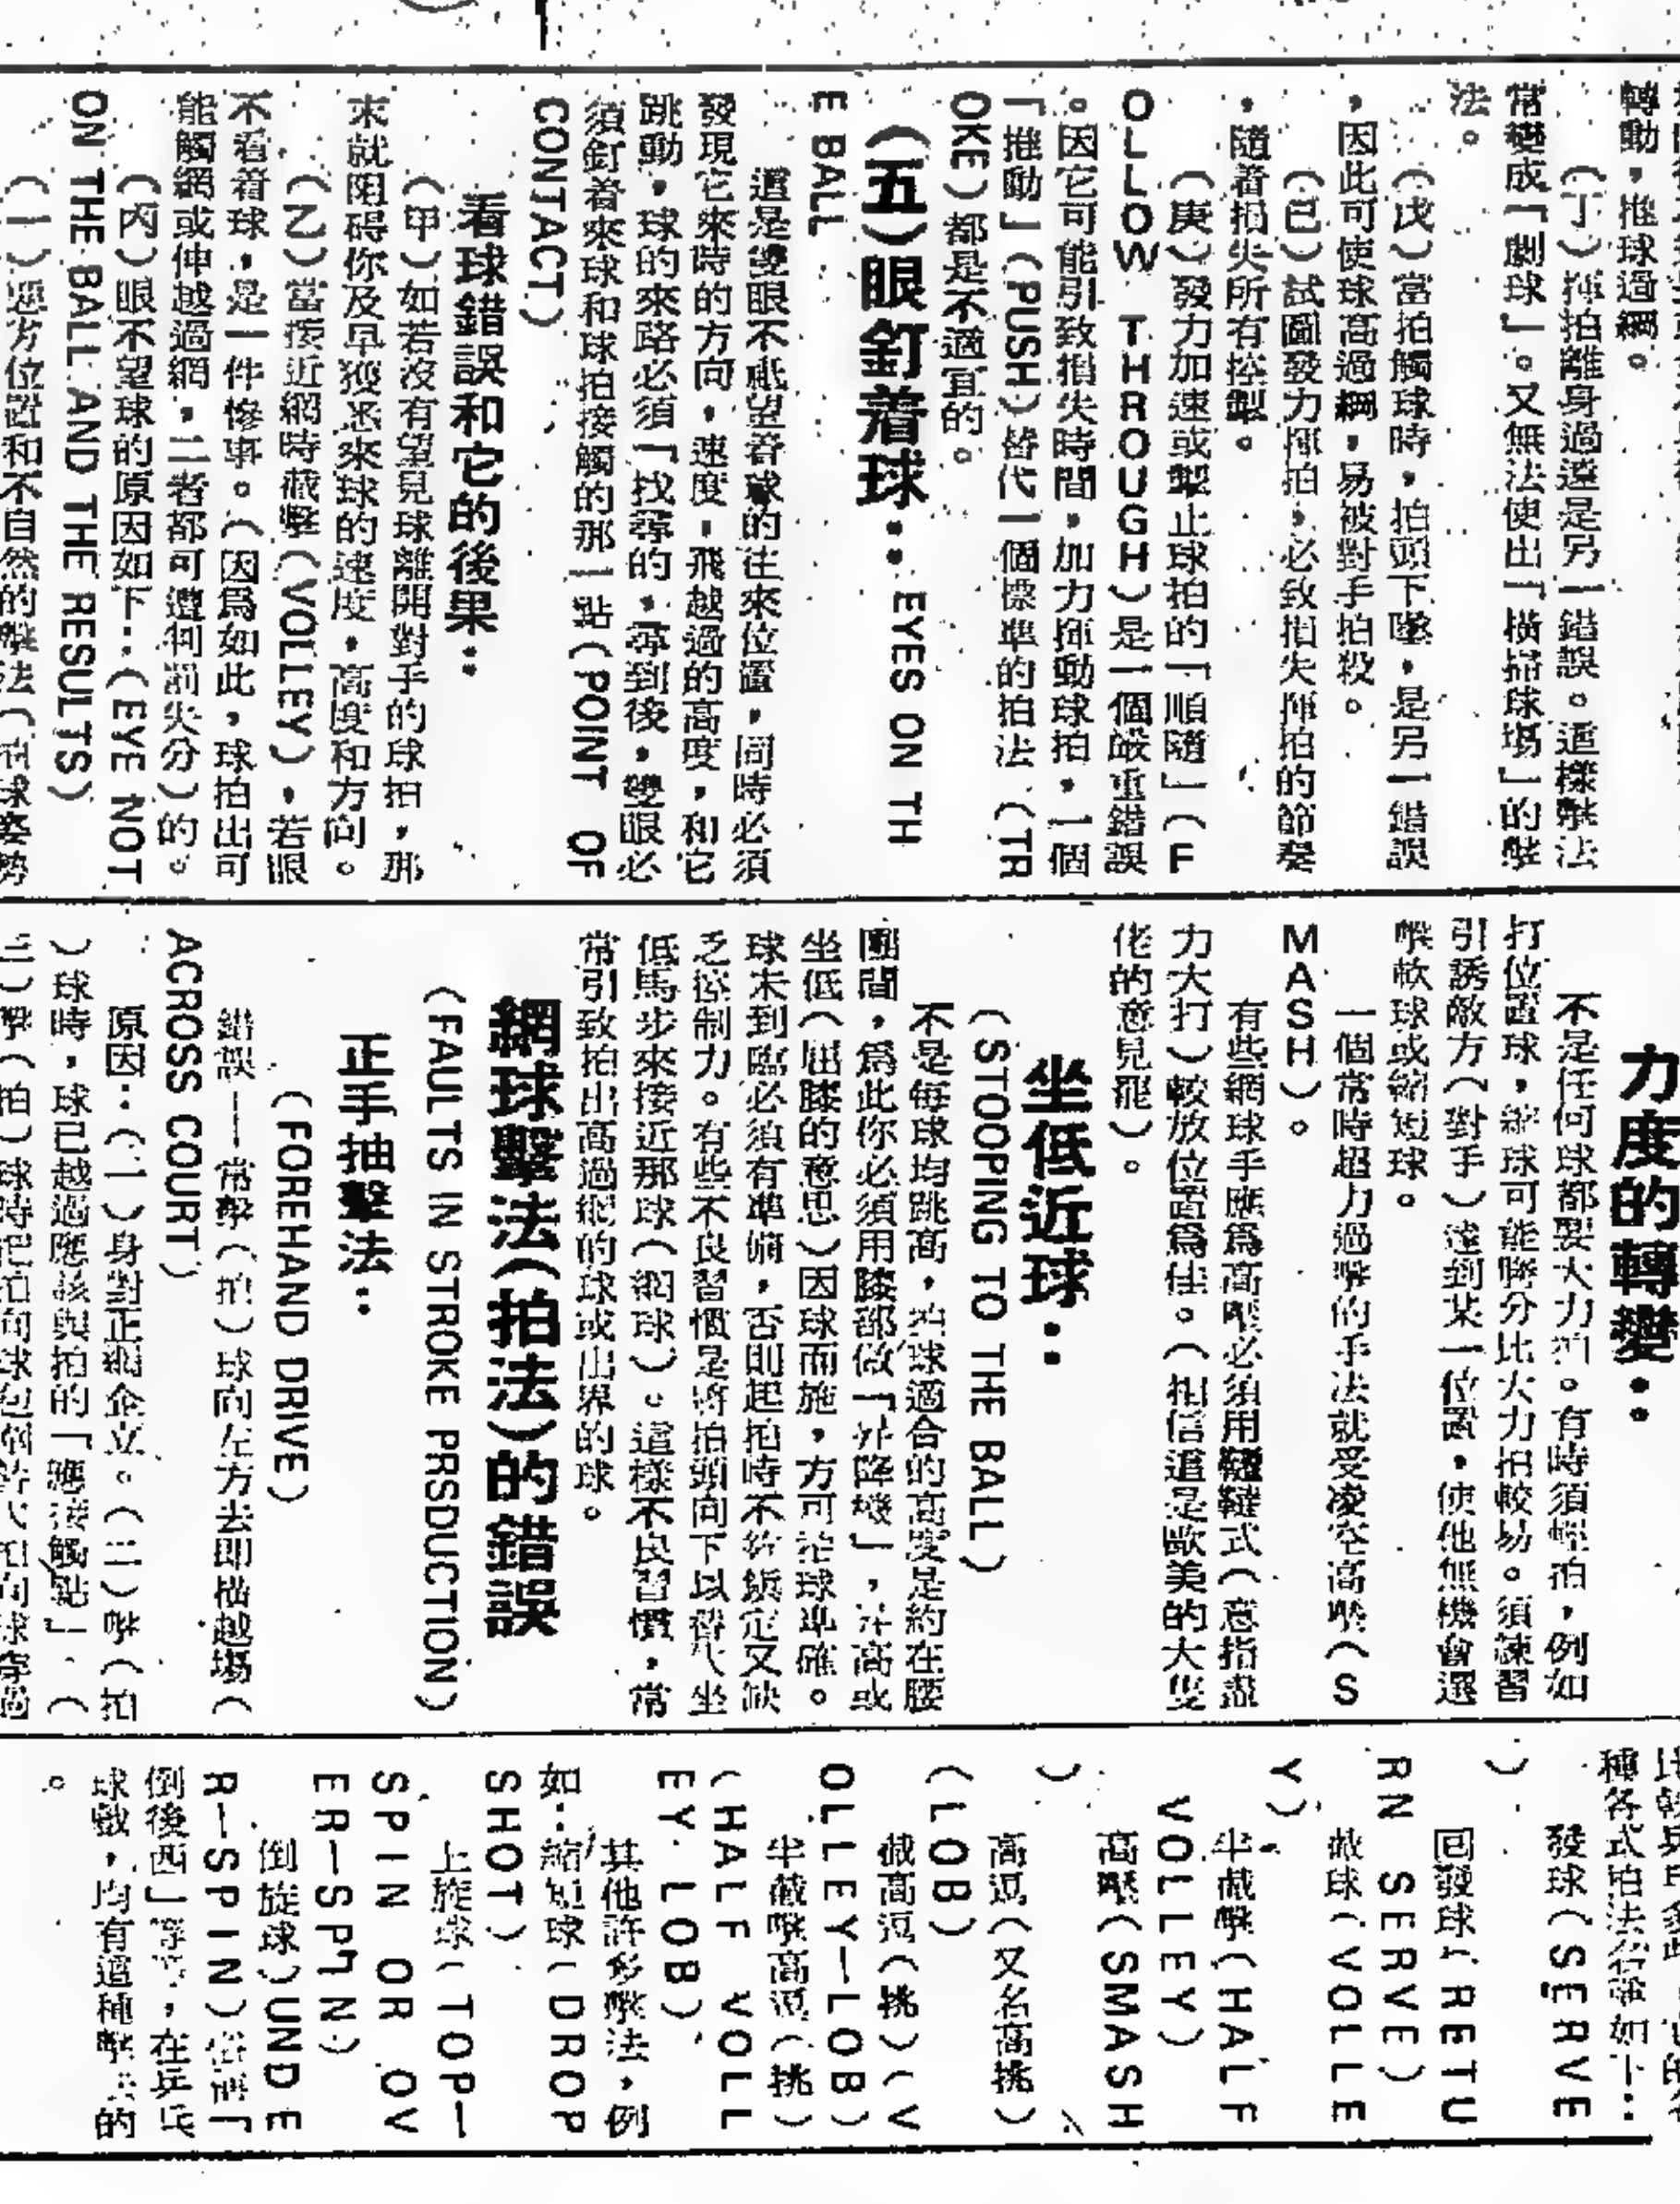 轉動，推球過網。
（丁）揮拍離身過遠是另一錯誤。這樣擊法
常變成「劇球」。又無法使出「橫掃球場」的擊
法。
（戊）當拍觸球時，拍頭下墜，是另一錯誤
，因此可使球高過網，易被對手拍殺。
（已）試圖發力揮拍，必致損失揮拍的節奏
，隨着損失所有控製。
（庚）發力加速或製止球拍的「順隨」（F
OLLOW THROUGH）是一個嚴重錯誤
。因它可能引致損失時間，加力揮動球拍，一個
「推動」（PUSH）替代一個標準的拍法（TR
OKE）都是不適宜的。
（五）眼釘着球：EYES ON TH
E BALL
這是雙眼不祇望着球的往來位置，同時必須
發現它來時的方向，速度，飛越過的高度，和它
跳動，球的來路必須「找尋的，尋到後，雙眼必
須釘着來球和球拍接觸的那一點（POINT OF
CONTACT）
看球錯誤和它的後果：
（甲）如若沒有望見球離開對手的球拍，那
末就阻碍你及早獲悉來球的速度，高度和方向。
（乙）當接近網時截擊（VOLLEY），若眼
不看着球，是一件慘事。（因爲如此，球拍出可
能觸網或伸越過網，二者都可遭判罰失分）的。
（丙）眼不望球的原因如下：（EYE NOT
ON THE BALL AND THE RESULTS）
（一）遲方位置和不自然的擊法（抽球姿勢
力度的轉變：
不是任何球都要大力拍。有時須輕拍，例如
打位置球，縮球可能勝分比大力拍較易。須練習
引誘敵方（對手）達到某一位置，使他無機會還
擊軟球或縮短球。
一個常時超力過擊的手法就受凌空高壓（S
MASH）。
有些網球手應爲高壓必須用韆韆式（意指盡
力大打）較放位置爲佳。（相信這是歐美的大隻
佬的意見罷）。
坐低近球：
（STOOPING TO THE BALL）
不是每球均跳高，拍球適合的高度是約在腰
圍間，爲此你必須用膝部做「升降機」，升高或
坐低（屈膝的意思）因球而施，方可拍球準確。
球未到臨必須有準備，否則起拍時不能鎮定又缺
乏控制力。有些不良習慣是將拍頭向下以替代坐
低馬步來接近那球（網球）。這樣不良習慣，常
常引致拍出高過網的球或出界的球。
網球擊法（拍法）的錯誤
（FAULTS IN STROKE PRSDUCTION）
正手抽擊法：
（FOREHAND DRIVE）
錯誤——常擊（拍）球向左方去即橫越場（
ACROSS COURT）
原因：（一）身對正網企立。（二）擊（拍
）球時，球已越過應該與拍的「應接觸點」．（
三）擊（拍）球時把拍向球
種各式拍法名稱如下：
發球（SERVE
）
回發球（RETU
RN SERVE）
截球（VOLLE
Y）
半截擊（HALF
VOLLEY）
高壓（SMASH
）
高逗（又名高挑）
（LOB）
截高逗（挑）（V
OLLEY—LOB）
半截擊高逗（挑）
（HALF VOLL
EY LOB）
其他許多擊法，例
如：縮短球（DROP
SHOT）
上旋球（TOP—
SPIN OR OV
ER—SPIN）
倒旋球）UNDE
R—SPIN）俗稱「
倒後西」等等，在乒乓
球戲，均有這種擊法的
。